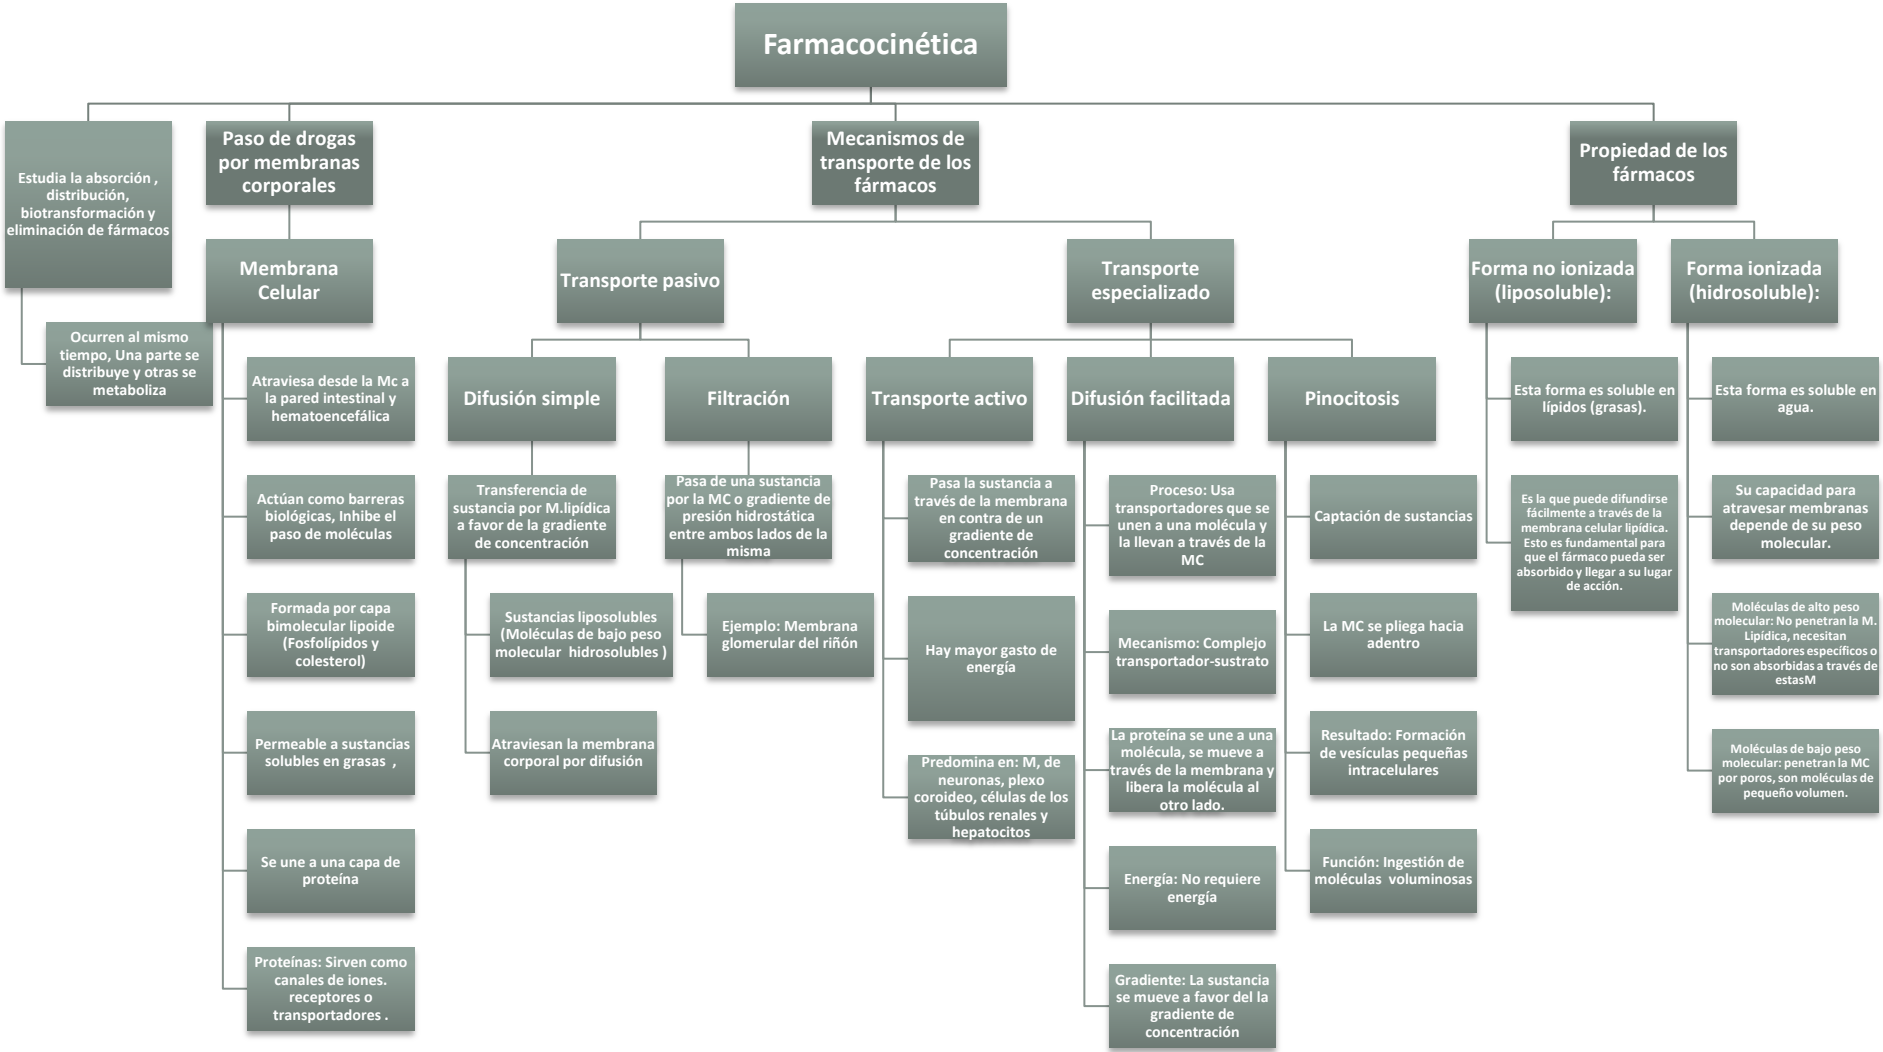 Farmacocinética
Estudia la absorción ,
distribución,
biotransformación y
eliminación de fármacos
Ocurren al mismo
tiempo, Una parte se
distribuye y otras se
metaboliza
Paso de drogas
por membranas
corporales
Membrana
Celular
Atraviesa desde la Mc a
la pared intestinal y
hematoencefálica
Actúan como barreras
biológicas, Inhibe el
paso de moléculas
Formada por capa
bimolecular lipoide
(Fosfolípidos y
colesterol)
Permeable a sustancias
solubles en grasas ,
Se une a una capa de
proteína
Proteínas: Sirven como
canales de iones.
receptores o
transportadores .
Mecanismos de
transporte de los
fármacos
Transporte pasivo
Difusión simple
Transferencia de
sustancia por M.lipídica
a favor de la gradiente
de concentración
Sustancias liposolubles
(Moléculas de bajo peso
molecular hidrosolubles )
Atraviesan la membrana
corporal por difusión
Filtración
Pasa de una sustancia
por la MC o gradiente de
presión hidrostática
entre ambos lados de la
misma
Ejemplo: Membrana
glomerular del riñón
Transporte
especializado
Transporte activo
Pasa la sustancia a
través de la membrana
en contra de un
gradiente de
concentración
Hay mayor gasto de
energía
Predomina en: M, de
neuronas, plexo
coroideo, células de los
túbulos renales y
hepatocitos
Difusión facilitada
Proceso: Usa
transportadores que se
unen a una molécula y
la llevan a través de la
MC
Mecanismo: Complejo
transportador-sustrato
La proteína se une a una
molécula, se mueve a
través de la membrana y
libera la molécula al
otro lado.
Energía: No requiere
energía
Gradiente: La sustancia
se mueve a favor del la
gradiente de
concentración
Pinocitosis
Captación de sustancias
La MC se pliega hacia
adentro
Resultado: Formación
de vesículas pequeñas
intracelulares
Función: Ingestión de
moléculas voluminosas
Propiedad de los
fármacos
Forma no ionizada
(liposoluble):
Esta forma es soluble en
lípidos (grasas).
Es la que puede difundirse
fácilmente a través de la
membrana celular lipídica.
Esto es fundamental para
que el fármaco pueda ser
absorbido y llegar a su lugar
de acción.
Forma ionizada
(hidrosoluble):
Esta forma es soluble en
agua.
Su capacidad para
atravesar membranas
depende de su peso
molecular.
Moléculas de alto peso
molecular: No penetran la M.
Lipídica, necesitan
transportadores específicos o
no son absorbidas a través de
estasM
Moléculas de bajo peso
molecular: penetran la MC
por poros, son moléculas de
pequeño volumen.